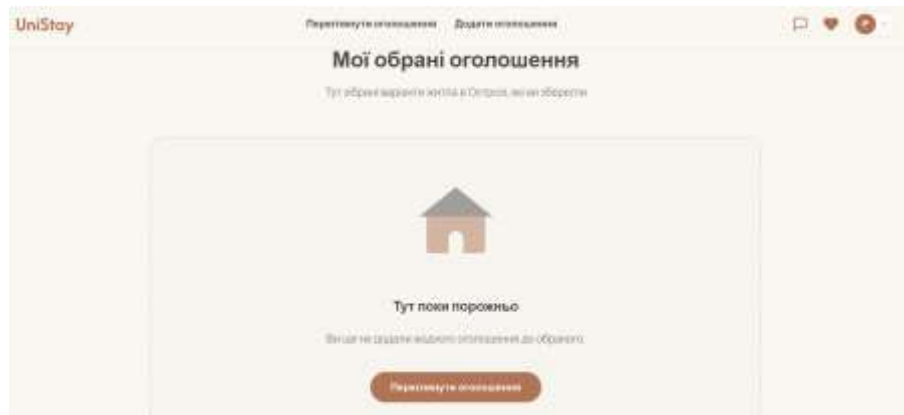 UniStay
Переглянути оголошення Додати оголошення
Мої обрані оголошення
Тут обрані варіанти житла в Острозі, які ви зберегли
Тут поки порожньо
Ви ще не додали жодного оголошення до обраного.
Переглянути оголошення